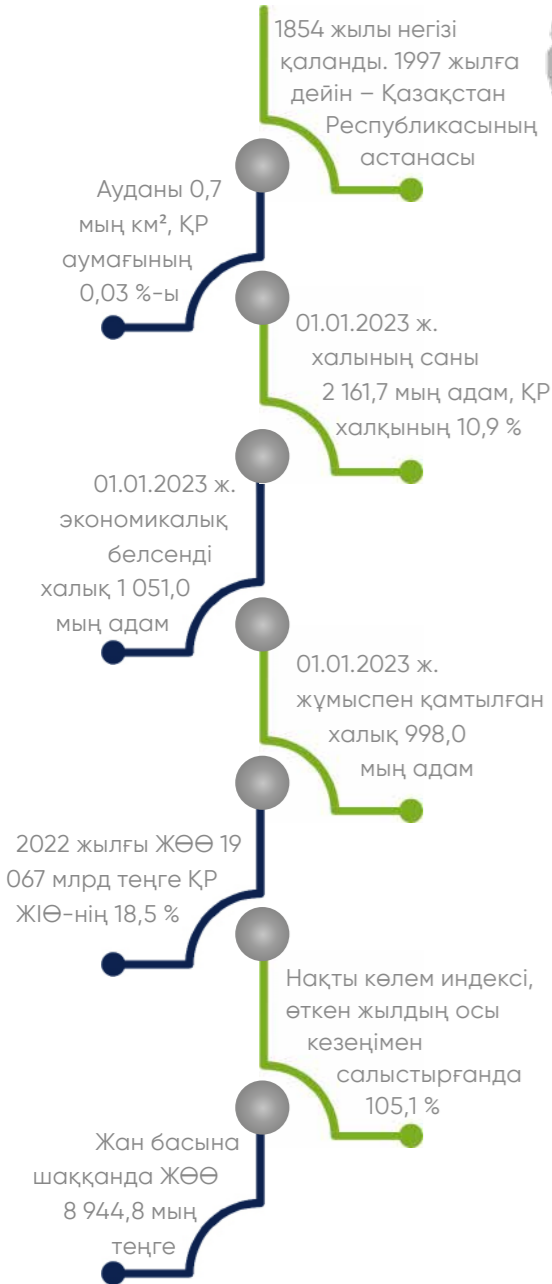 1854 жылы негізі
қаланды. 1997 жылға
дейін – Қазақстан
Республикасының
астанасы
Ауданы 0,7
мың км², ҚР
аумағының
0,03 %-ы
01.01.2023 ж.
халының саны
2 161,7 мың адам, ҚР
халқының 10,9 %
01.01.2023 ж.
экономикалық
белсенді
халық 1 051,0
мың адам
01.01.2023 ж.
жұмыспен қамтылған
халық 998,0
мың адам
2022 жылғы ЖӨӨ 19
067 млрд теңге ҚР
ЖІӨ-нің 18,5 %
Нақты көлем индексі,
өткен жылдың осы
кезеңімен
салыстырғанда
105,1 %
Жан басына
шаққанда ЖӨӨ
8 944,8 мың
теңге